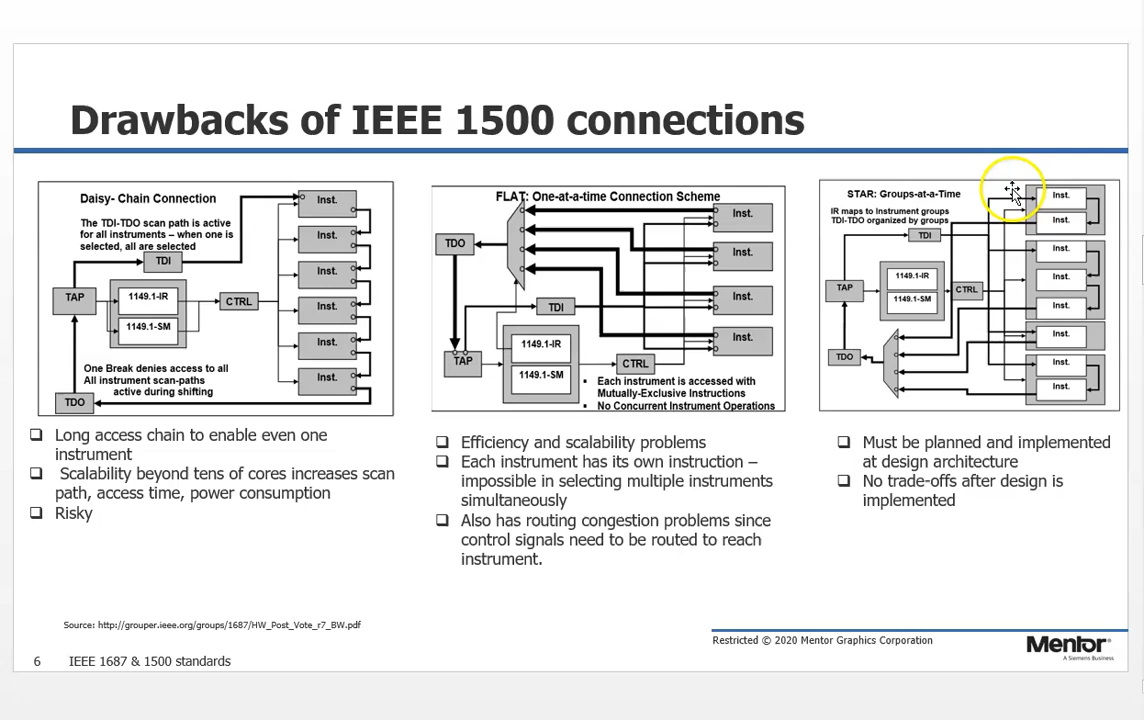 Drawbacks of IEEE 1500 connections
Daisy- Chain Connection
The TDI-TDO scan path is active
for all instruments – when one is
selected, all are selected
TDI
TAP
1149.1-IR
1149.1-SM
CTRL
Inst.
Inst.
Inst.
Inst.
Inst.
Inst.
One Break denies access to all
All instrument scan-paths
active during shifting
TDO
❑ Long access chain to enable even one
instrument
❑ Scalability beyond tens of cores increases scan
path, access time, power consumption
❑ Risky
FLAT: One-at-a-time Connection Scheme
TDO
Inst.
Inst.
Inst.
Inst.
TDI
TAP
1149.1-IR
1149.1-SM
CTRL
▪ Each instrument is accessed with
Mutually-Exclusive Instructions
▪ No Concurrent Instrument Operations
❑ Efficiency and scalability problems
❑ Each instrument has its own instruction –
impossible in selecting multiple instruments
simultaneously
❑ Also has routing congestion problems since
control signals need to be routed to reach
instrument.
STAR: Groups-at-a-Time
IR maps to Instrument groups
TDI-TDO organized by groups
TDI
TAP
1149.1-IR
1149.1-SM
CTRL
TDO
Inst.
Inst.
Inst.
Inst.
Inst.
Inst.
Inst.
Inst.
❑ Must be planned and implemented
at design architecture
❑ No trade-offs after design is
implemented
Source: http://grouper.ieee.org/groups/1687/HW_Post_Vote_r7_BW.pdf
Restricted © 2020 Mentor Graphics Corporation
Mentor®
A Siemens Business
6 IEEE 1687 & 1500 standards